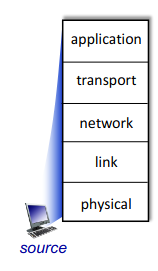 application
transport
network
link
physical
source